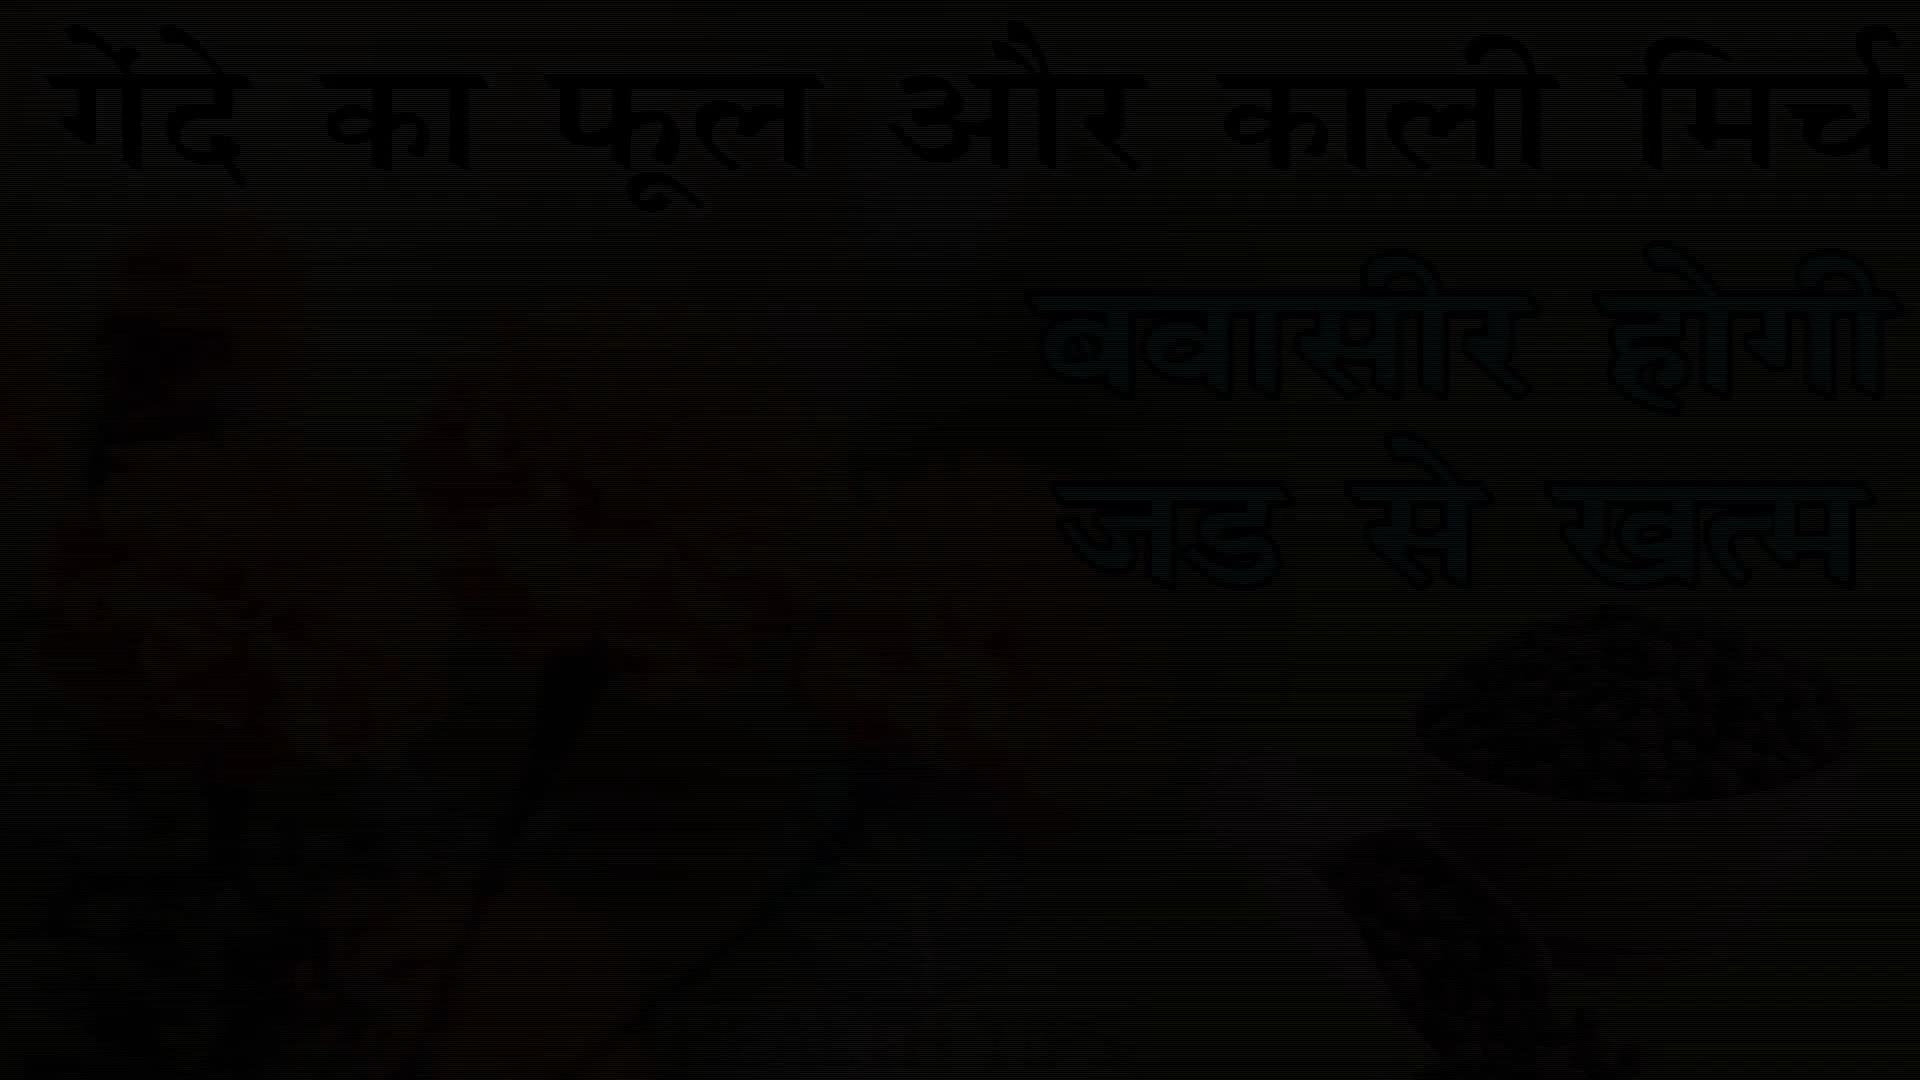 गेंदे का फूल और काली मिर्च
बवासीर होगी
जड से खत्म